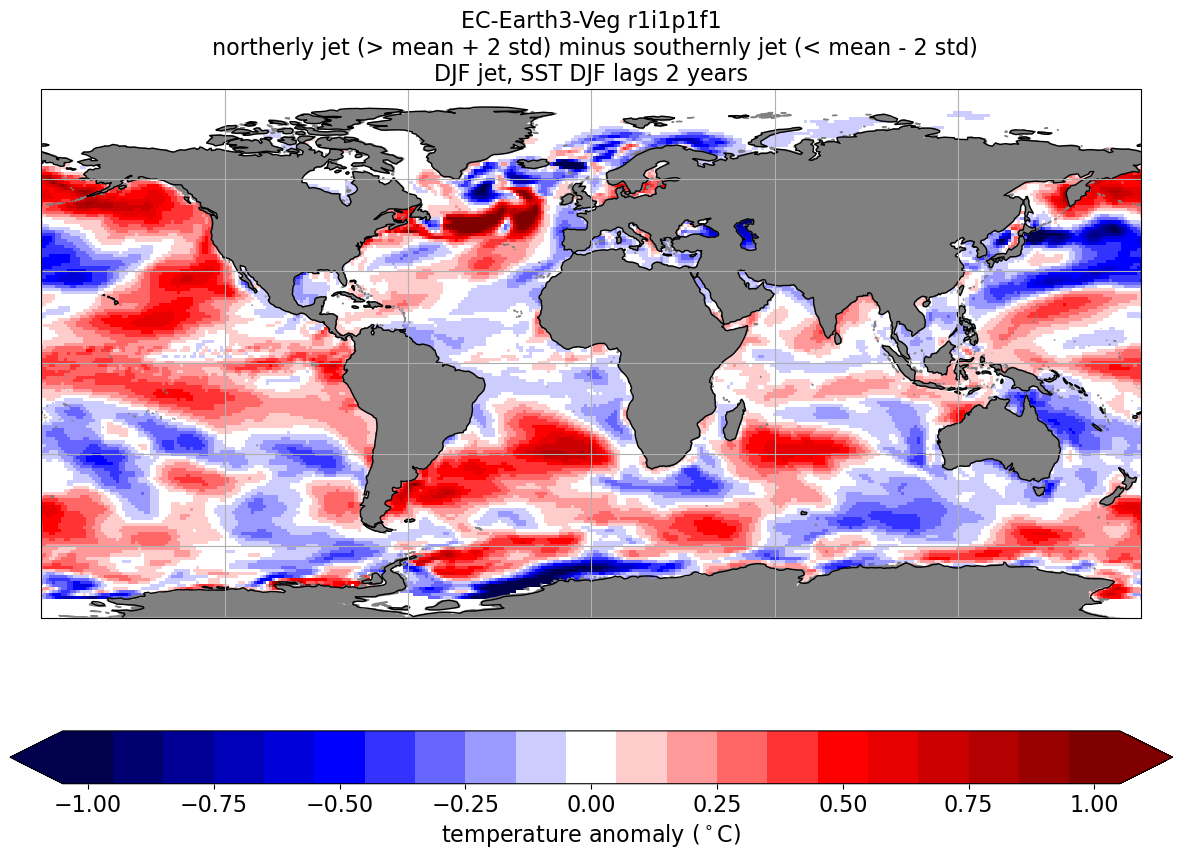 EC-Earth3-Veg r1i1p1f1
northerly jet (> mean + 2 std) minus southernly jet (< mean - 2 std)
DJF jet, SST DJF lags 2 years
−1.00 −0.75 −0.50 −0.25 0.00 0.25 0.50 0.75 1.00
temperature anomaly (°C)